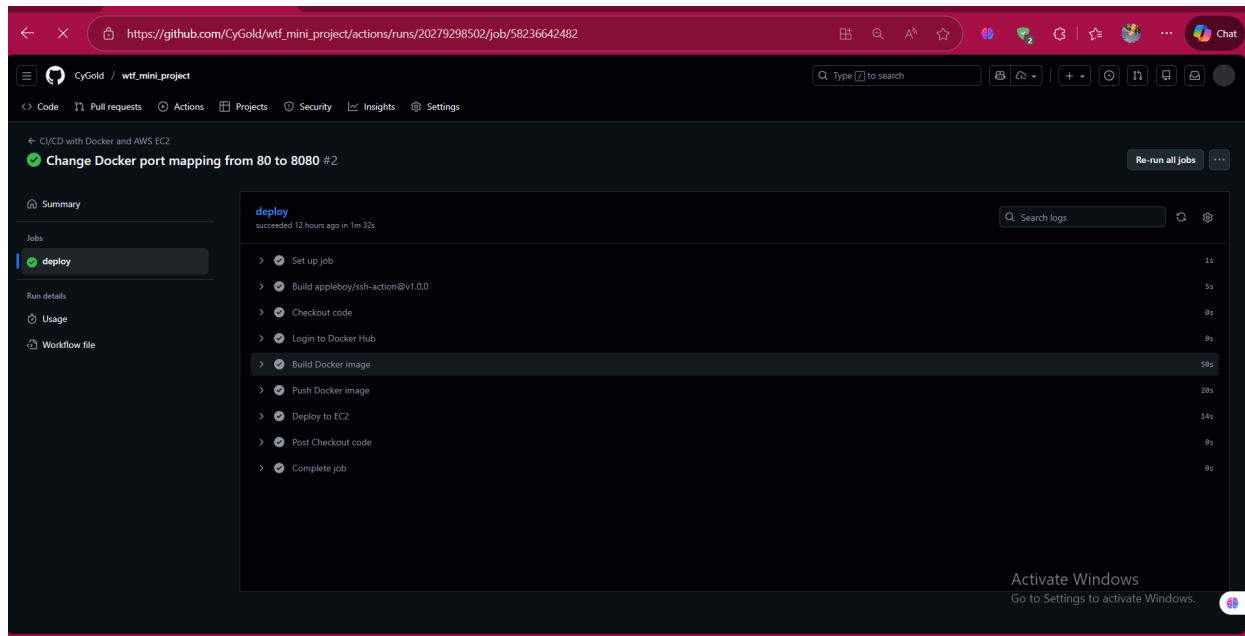 https://github.com/CyGold/wtf_mini_project/actions/runs/20279298502/job/58236642482
2
Chat
CyGold / wtf_mini_project
Type / to search
Code Pull requests Actions Projects Security Insights Settings
← CI/CD with Docker and AWS EC2
Change Docker port mapping from 80 to 8080 #2
Re-run all jobs
Summary
Jobs
deploy
Run details
Usage
Workflow file
deploy
succeeded 12 hours ago in 1m 32s
Search logs
Set up job 1s
Build appleboy/ssh-action@v1.0.0 5s
Checkout code 0s
Login to Docker Hub 0s
Build Docker image 50s
Push Docker image 20s
Deploy to EC2 14s
Post Checkout code 0s
Complete job 0s
Activate Windows
Go to Settings to activate Windows.